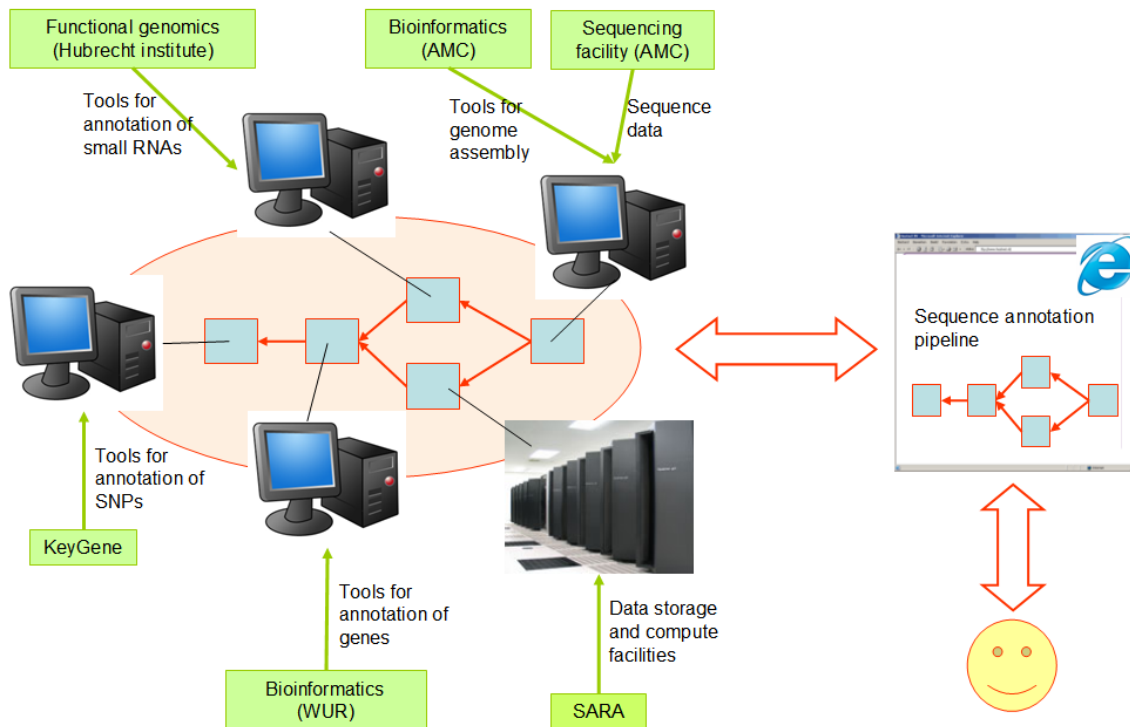 Functional genomics
(Hubrecht institute)
Bioinformatics
(AMC)
Sequencing
facility (AMC)
Tools for
annotation of
small RNAs
Tools for
genome
assembly
Sequence
data
Sequence annotation
pipeline
Tools for
annotation of
SNPs
KeyGene
Tools for
annotation of
genes
Data storage
and compute
facilities
Bioinformatics
(WUR)
SARA